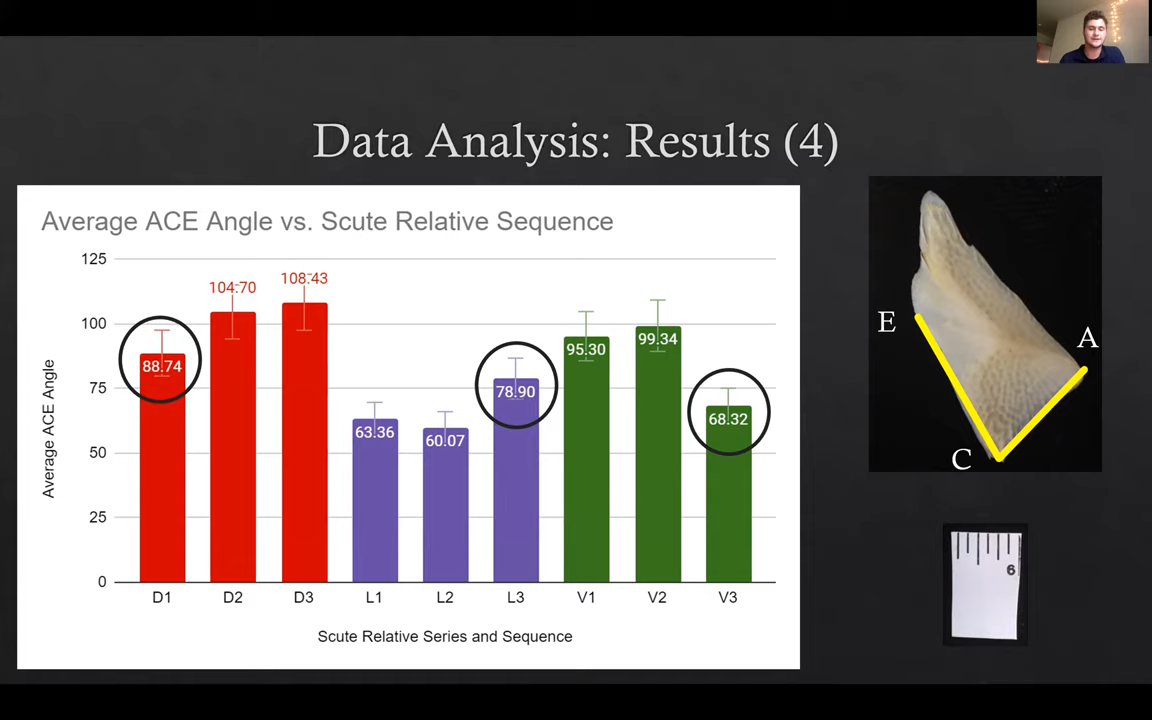 Data Analysis: Results (4)
Average ACE Angle vs. Scute Relative Sequence
125
100
75
50
25
0
Average ACE Angle
88.74
104.70
108.43
63.36
60.07
78.90
95.30
99.34
68.32
D1 D2 D3 L1 L2 L3 V1 V2 V3
Scute Relative Series and Sequence
E
A
C
6